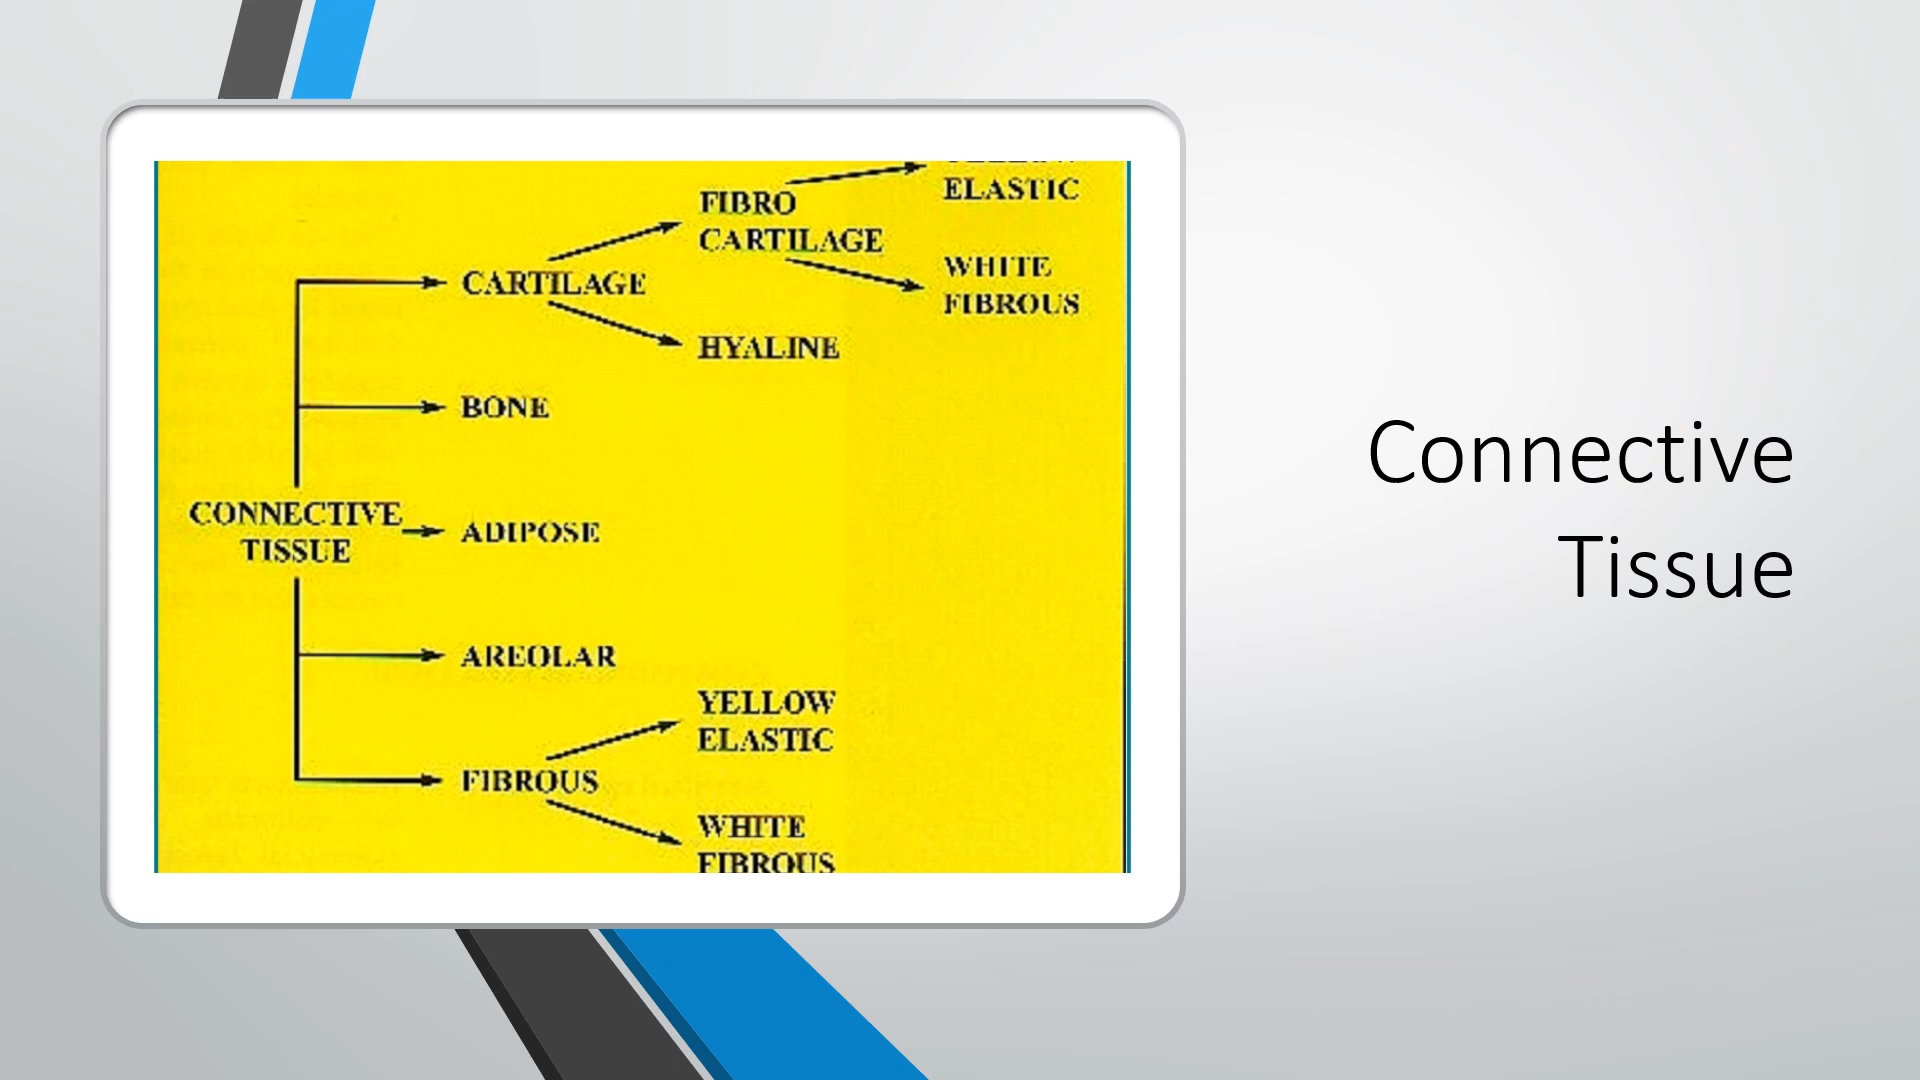 ELASTIC
FIBRO
CARTILAGE
WHITE
FIBROUS
CARTILAGE
HYALINE
BONE
CONNECTIVE
TISSUE
ADIPOSE
AREOLAR
YELLOW
ELASTIC
FIBROUS
WHITE
FIBROUS
Connective
Tissue